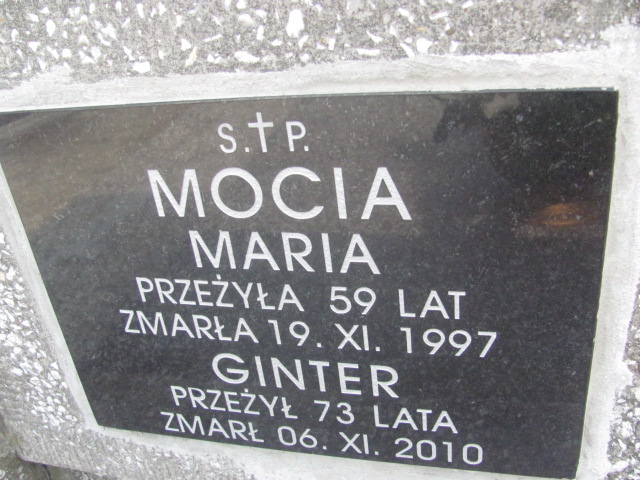 S.✝P.
MOCIA
MARIA
PRZEŻYŁA 59 LAT
ZMARŁA 19. XI. 1997
GINTER
PRZEŻYŁ 73 LATA
ZMARŁ 06. XI. 2010